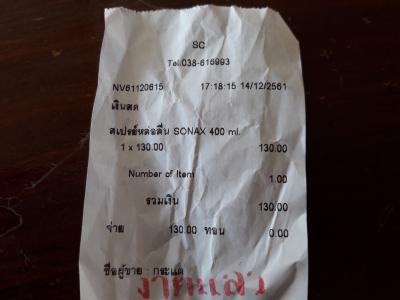 SC
Tel:038-616993
NV61120615 17:18:15 14/12/2561
เงินสด
สเปรย์หล่อลื่น SONAX 400 ml.
1 x 130.00 130.00
Number of Item 1.00
รวมเงิน 130.00
จ่าย 130.00 ทอน 0.00
ชื่อผู้ขาย : กระแต